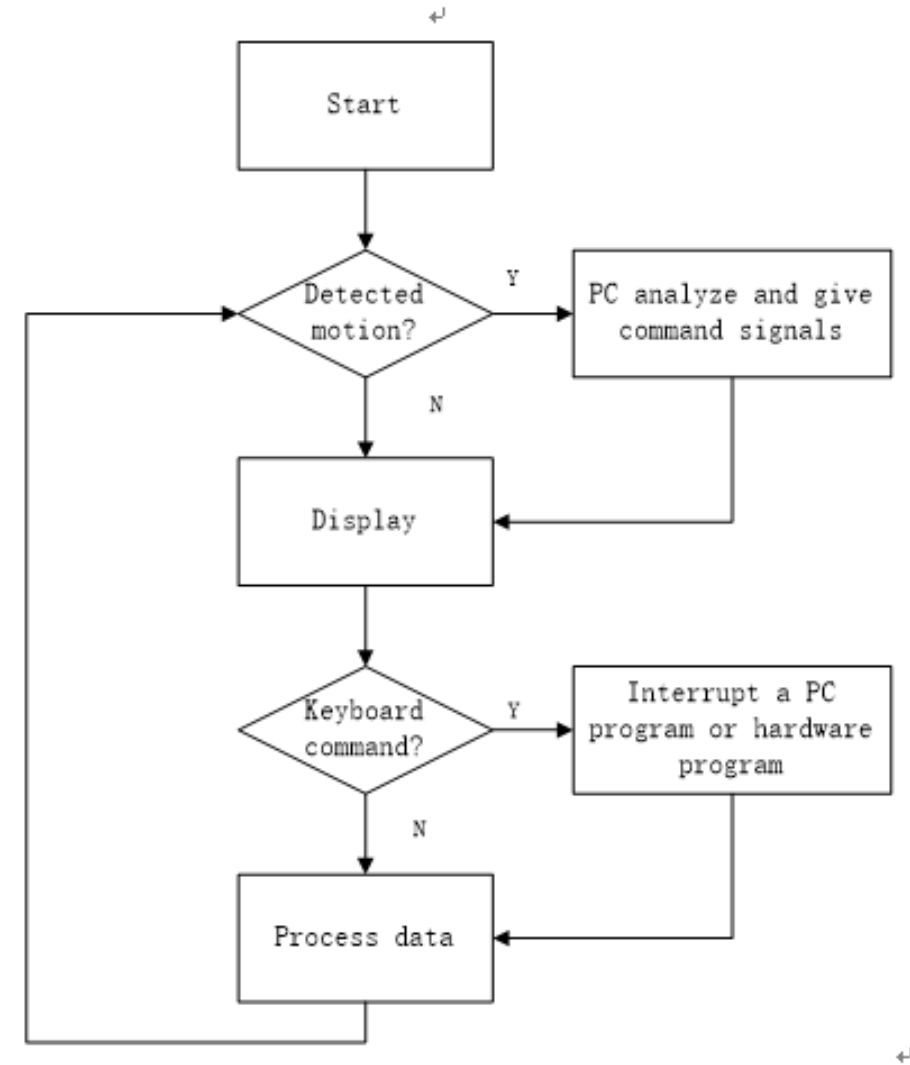 Start
Detected
motion?
Y
PC analyze and give
command signals
N
Display
Keyboard
command?
Y
Interrupt a PC
program or hardware
program
N
Process data